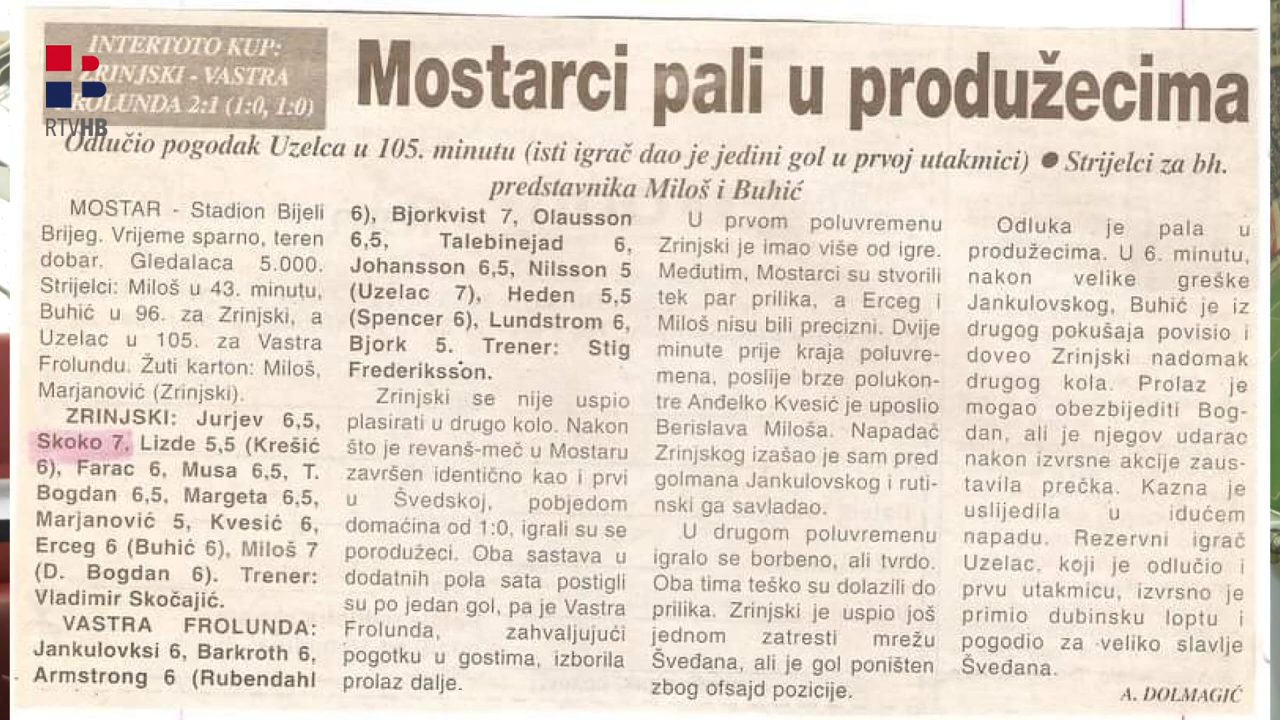 INTERTOTO KUP:
ZRINJSKI - VASTRA
FROLUNDA 2:1 (1:0, 1:0)
RTVHB
Mostarci pali u produžecima
Odlučio pogodak Uzelca u 105. minutu (isti igrač dao je jedini gol u prvoj utakmici) ● Strijelci za bh.
predstavnika Miloš i Buhić
MOSTAR - Stadion Bijeli
Brijeg. Vrijeme sparno, teren
dobar. Gledalaca 5.000.
Strijelci: Miloš u 43. minutu,
Buhić u 96. za Zrinjski, a
Uzelac u 105. za Vastra
Frolundu. Žuti karton: Miloš,
Marjanović (Zrinjski).
ZRINJSKI: Jurjev 6,5,
Skoko 7, Lizde 5,5 (Krešić
6), Farac 6, Musa 6,5, T.
Bogdan 6,5, Margeta 6,5,
Marjanović 5, Kvesić 6,
Erceg 6 (Buhić 6), Miloš 7
(D. Bogdan 6). Trener:
Vladimir Skočajić.
VASTRA FROLUNDA:
Jankulovksi 6, Barkroth 6,
Armstrong 6 (Rubendahl
6), Bjorkvist 7, Olausson
6,5, Talebinejad 6,
Johansson 6,5, Nilsson 5
(Uzelac 7), Heden 5,5
(Spencer 6), Lundstrom 6,
Bjork 5. Trener: Stig
Frederiksson.
Zrinjski se nije uspio
plasirati u drugo kolo. Nakon
što je revanš-meč u Mostaru
završen identično kao i prvi
u Švedskoj, pobjedom
domaćina od 1:0, igrali su se
porodužeci. Oba sastava u
dodatnih pola sata postigli
su po jedan gol, pa je Vastra
Frolunda, zahvaljujući
pogotku u gostima, izborila
prolaz dalje.
U prvom poluvremenu
Zrinjski je imao više od igre.
Međutim, Mostarci su stvorili
tek par prilika, a Erceg i
Miloš nisu bili precizni. Dvije
minute prije kraja poluvre-
mena, poslije brze polukon-
tre Anđelko Kvesić je uposlio
Berislava Miloša. Napadač
Zrinjskog izašao je sam pred
golmana Jankulovskog i ruti-
nski ga savladao.
U drugom poluvremenu
igralo se borbeno, ali tvrdo.
Oba tima teško su dolazili do
prilika. Zrinjski je uspio još
jednom zatresti mrežu
Šveđana, ali je gol poništen
zbog ofsajd pozicije.
Odluka je pala u
produžecima. U 6. minutu,
nakon velike greške
Jankulovskog, Buhić je iz
drugog pokušaja povisio i
doveo Zrinjski nadomak
drugog kola. Prolaz je
mogao obezbijediti Bog-
dan, ali je njegov udarac
nakon izvrsne akcije zaus-
tavila prečka. Kazna je
uslijedila u idućem
napadu. Rezervni igrač
Uzelac, koji je odlučio i
prvu utakmicu, izvrsno je
primio dubinsku loptu i
pogodio za veliko slavlje
Šveđana.
A. DOLMAGIĆ